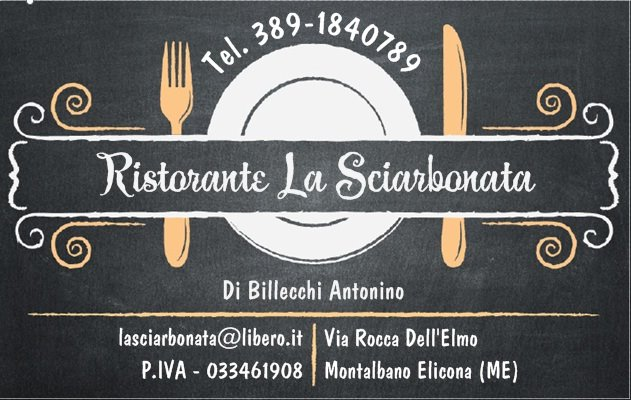 Tel. 389-1840789
Ristorante La Sciarbonata
Di Billecchi Antonino
lasciarbonata@libero.it
P.IVA - 033461908
Via Rocca Dell'Elmo
Montalbano Elicona (ME)